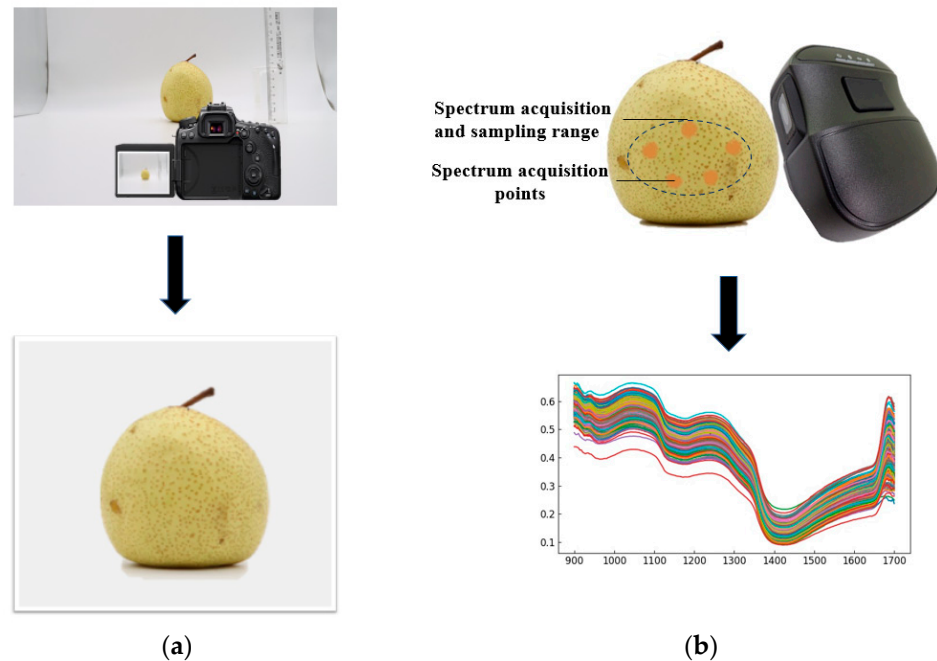 Spectrum acquisition
and sampling range
Spectrum acquisition
points
0.6
0.5
0.4
0.3
0.2
0.1
900 1000 1100 1200 1300 1400 1500 1600 1700
(a)
(b)